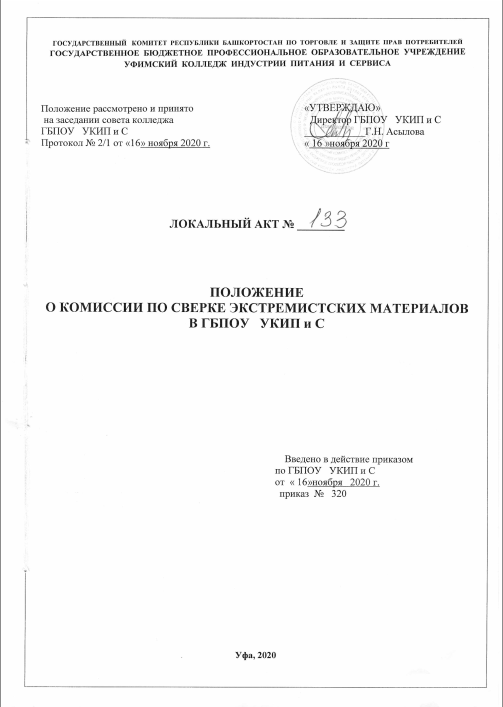 ГОСУДАРСТВЕННЫЙ КОМИТЕТ РЕСПУБЛИКИ БАШКОРТОСТАН ПО ТОРГОВЛЕ И ЗАЩИТЕ ПРАВ ПОТРЕБИТЕЛЕЙ
ГОСУДАРСТВЕННОЕ БЮДЖЕТНОЕ ПРОФЕССИОНАЛЬНОЕ ОБРАЗОВАТЕЛЬНОЕ УЧРЕЖДЕНИЕ
УФИМСКИЙ КОЛЛЕДЖ ИНДУСТРИИ ПИТАНИЯ И СЕРВИСА
Положение рассмотрено и принято
на заседании совета колледжа
ГБПОУ УКИП и С
Протокол № 2/1 от «16» ноября 2020 г.
«УТВЕРЖДАЮ»
Директор ГБПОУ УКИП и С
Г.Н. Асылова
« 16 »ноября 2020 г
ЛОКАЛЬНЫЙ АКТ № 133
ПОЛОЖЕНИЕ
О КОМИССИИ ПО СВЕРКЕ ЭКСТРЕМИСТСКИХ МАТЕРИАЛОВ
В ГБПОУ УКИП и С
Введено в действие приказом
по ГБПОУ УКИП и С
от « 16»ноября 2020 г.
приказ № 320
Уфа, 2020